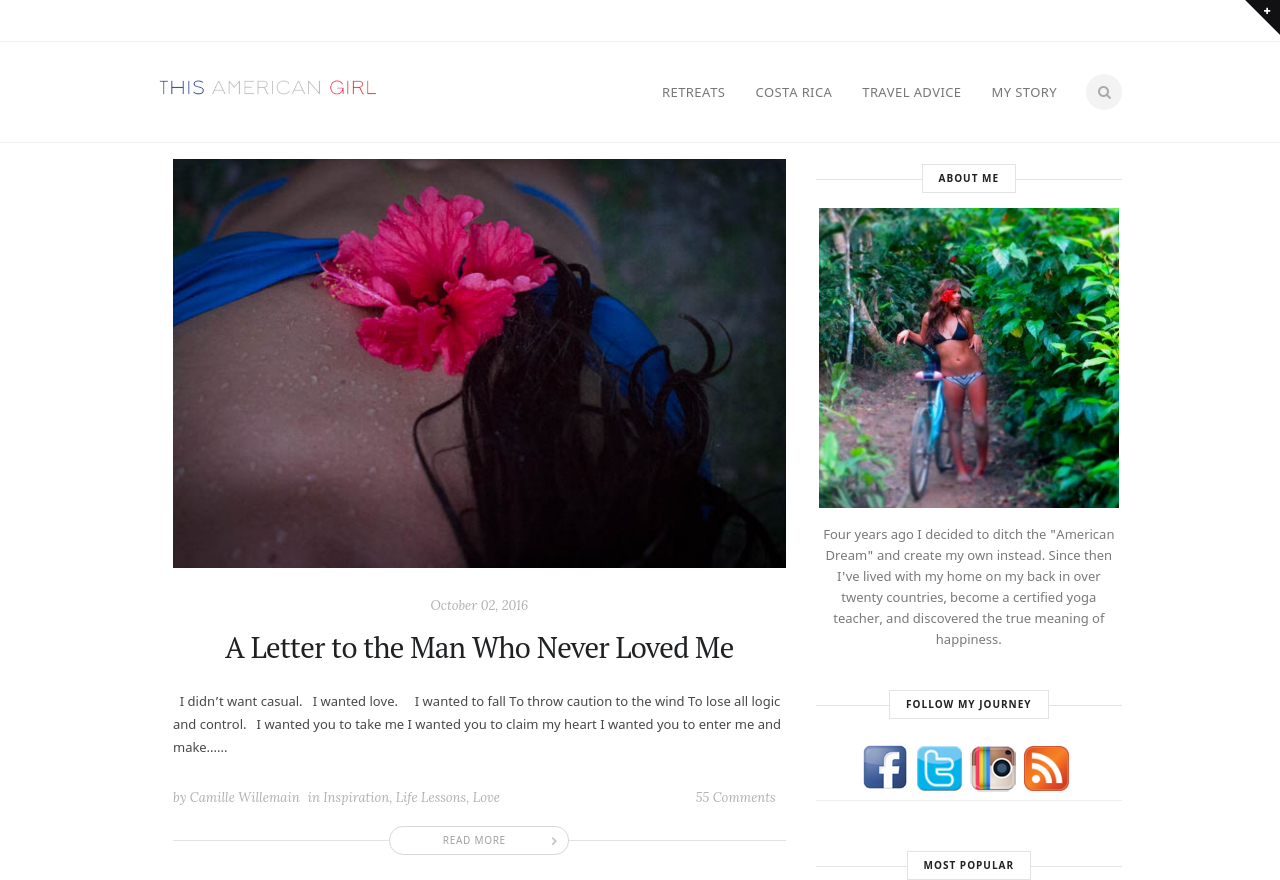 +
THIS AMERICAN GIRL
RETREATS
COSTA RICA
TRAVEL ADVICE
MY STORY
October 02, 2016
A Letter to the Man Who Never Loved Me
I didn’t want casual.   I wanted love.     I wanted to fall To throw caution to the wind To lose all logic
and control.   I wanted you to take me I wanted you to claim my heart I wanted you to enter me and
make......
by Camille Willemain  in Inspiration, Life Lessons, Love
55 Comments
READ MORE
ABOUT ME
Four years ago I decided to ditch the "American
Dream" and create my own instead. Since then
I've lived with my home on my back in over
twenty countries, become a certified yoga
teacher, and discovered the true meaning of
happiness.
FOLLOW MY JOURNEY
MOST POPULAR